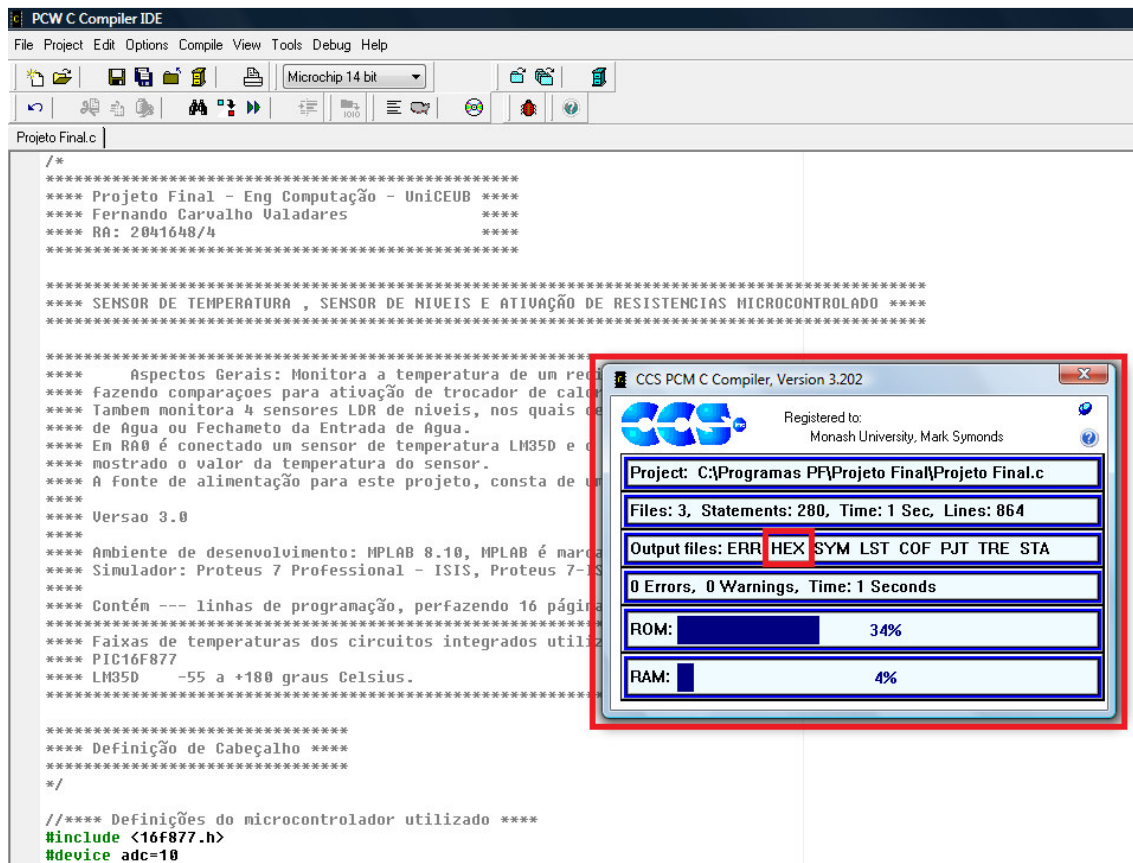 PCW C Compiler IDE
File Project Edit Options Compile View Tools Debug Help
Microchip 14 bit
Projeto Final.c
/*
**************************************************
**** Projeto Final - Eng Computação - UniCEUB ****
**** Fernando Carvalho Valadares ****
**** RA: 2041648/4 ****
**************************************************
*********************************************************************************************
**** SENSOR DE TEMPERATURA , SENSOR DE NIVEIS E ATIVAÇÃO DE RESISTENCIAS MICROCONTROLADO ****
*********************************************************************************************
**********************************************************
**** Aspectos Gerais: Monitora a temperatura de um
**** fazendo comparaçoes para ativação de trocador de
**** Tambem monitora 4 sensores LDR de niveis, nos quais
**** de Agua ou Fechameto da Entrada de Agua.
**** Em RA0 é conectado um sensor de temperatura LM35D e
**** mostrado o valor da temperatura do sensor.
**** A fonte de alimentação para este projeto, consta de
****
**** Versao 3.0
****
**** Ambiente de desenvolvimento: MPLAB 8.10, MPLAB é
**** Simulador: Proteus 7 Professional - ISIS, Proteus
****
**** Contém --- linhas de programação, perfazendo 16
**********************************************************
**** Faixas de temperaturas dos circuitos integrados
**** PIC16F877
**** LM35D -55 a +180 graus Celsius.
**********************************************************
********************************
**** Definição de Cabeçalho ****
********************************
*/
//**** Definições do microcontrolador utilizado ****
#include <16f877.h>
#device adc=10
CCS PCM C Compiler, Version 3.202
CCS
Registered to:
Monash University, Mark Symonds
Project: C:\Programas PF\Projeto Final\Projeto Final.c
Files: 3, Statements: 280, Time: 1 Sec, Lines: 864
Output files: ERR HEX SYM LST COF PJT TRE STA
0 Errors, 0 Warnings, Time: 1 Seconds
ROM: 34%
RAM: 4%